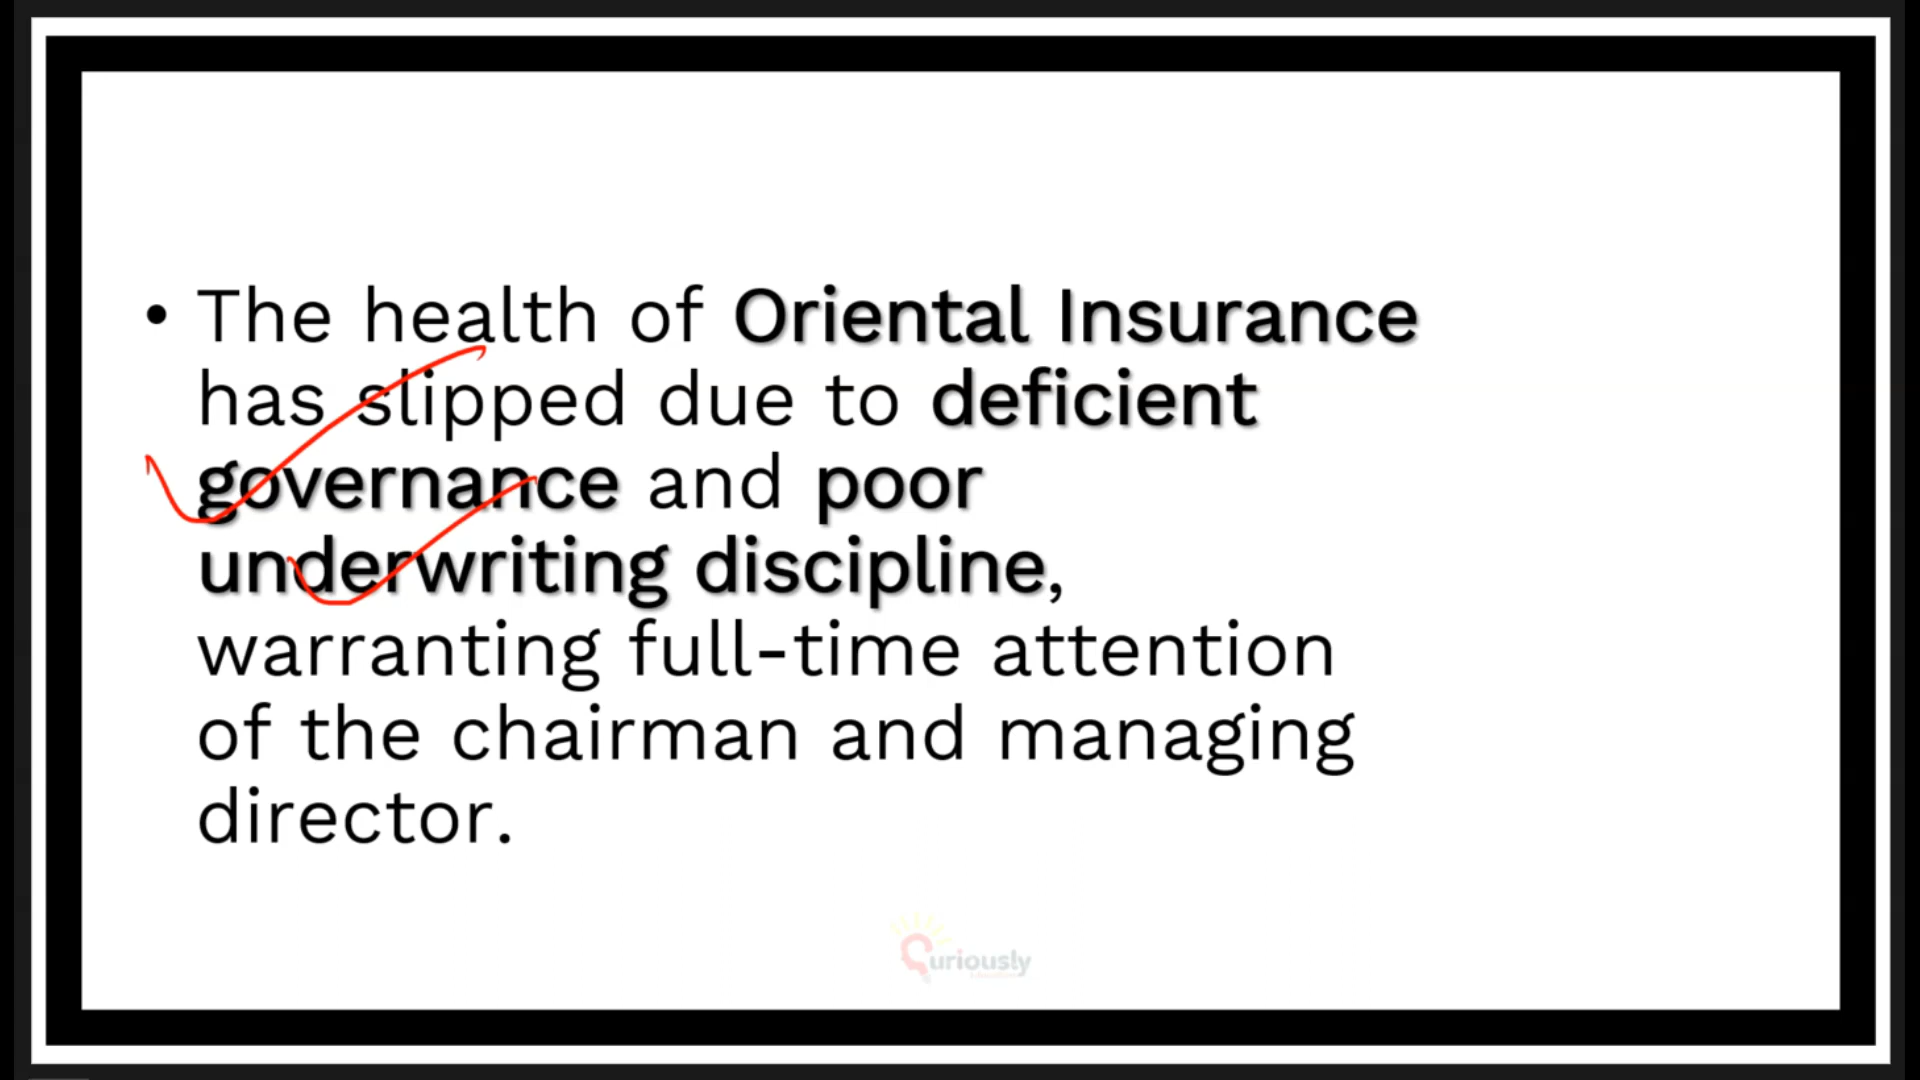 • The health of Oriental Insurance
has slipped due to deficient
governance and poor
underwriting discipline,
warranting full-time attention
of the chairman and managing
director.
Curiously